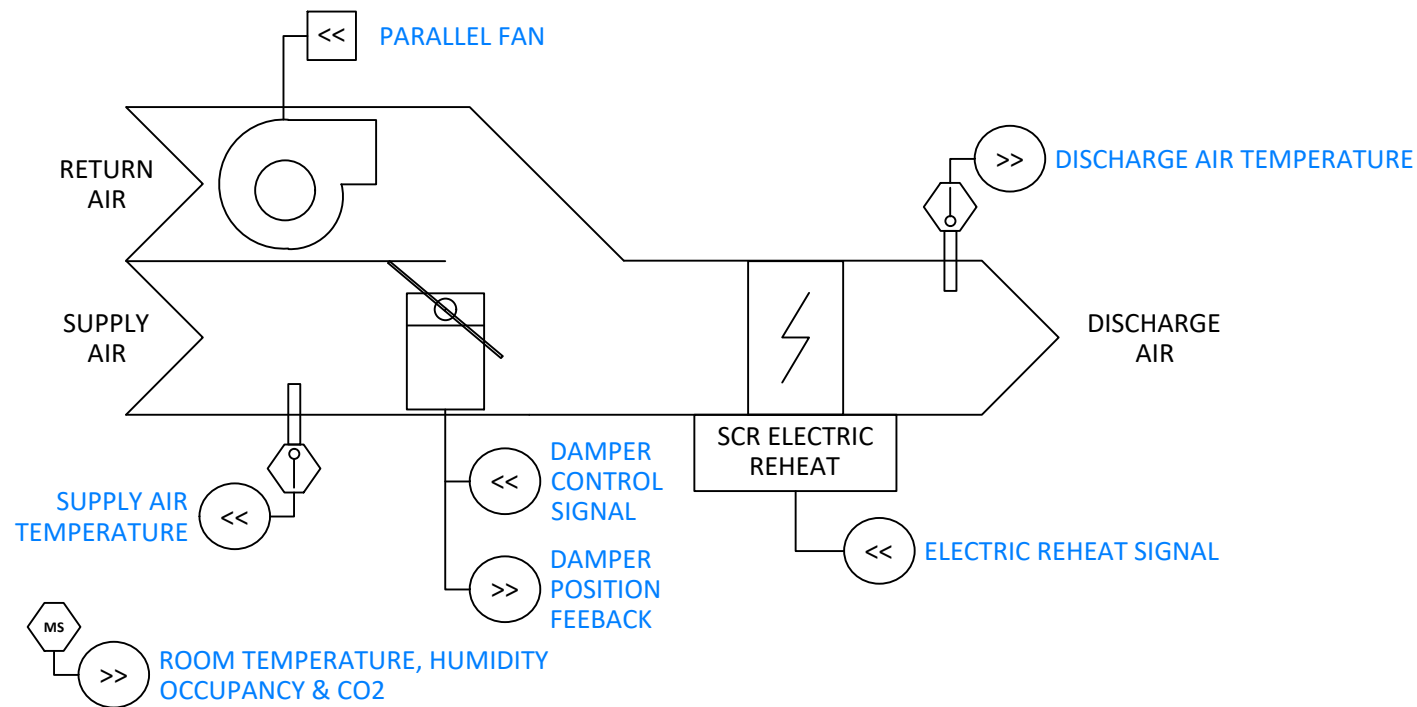 << PARALLEL FAN
RETURN
AIR
>> DISCHARGE AIR TEMPERATURE
SUPPLY
AIR
DISCHARGE
AIR
SCR ELECTRIC
REHEAT
<<
DAMPER
CONTROL
SIGNAL
SUPPLY AIR
TEMPERATURE
<<
<< ELECTRIC REHEAT SIGNAL
>>
DAMPER
POSITION
FEEBACK
MS
>>
ROOM TEMPERATURE, HUMIDITY
OCCUPANCY & CO2